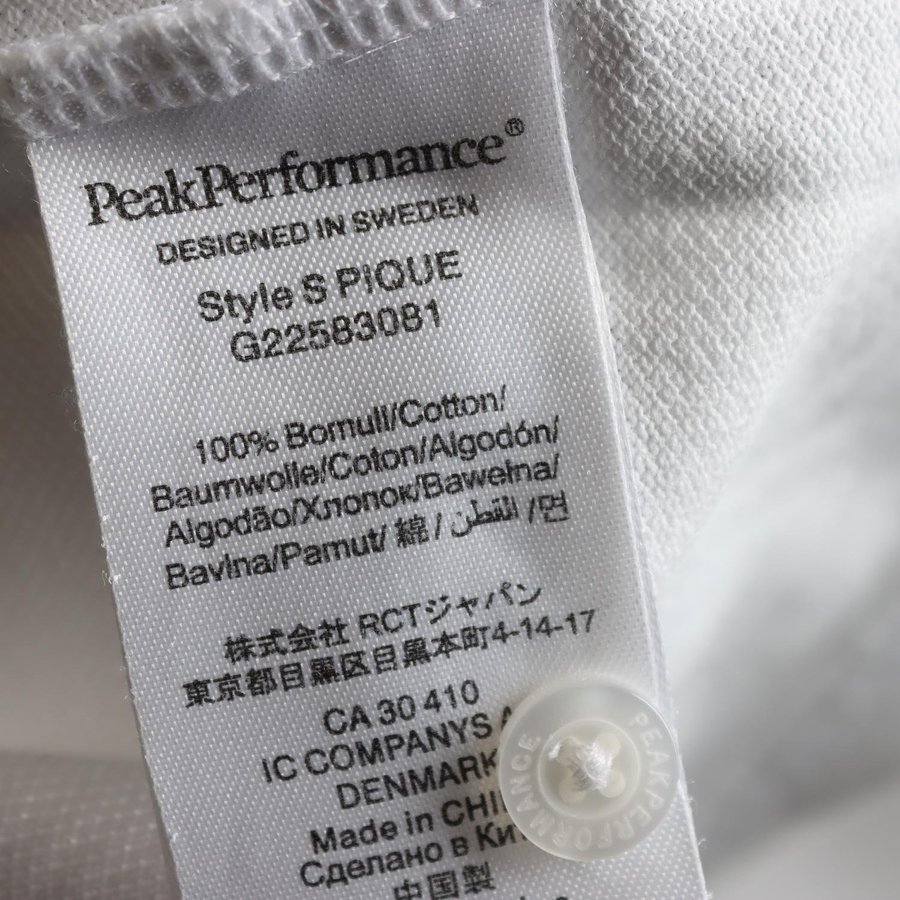 PeakPerformance®
DESIGNED IN SWEDEN
Style S PIQUE
G22583081
100% Bomull/Cotton/
Baumwolle/Coton/Algodón/
Algodão/Хлопок/Bawełna/
Bavlna/Pamut/ 綿 / القطن /면
株式会社 RCTジャパン
東京都目黒区目黒本町4-14-17
CA 30 410
IC COMPANYS
DENMARK
Made in
Сделано в
中国製
PEAKPERFORMANCE